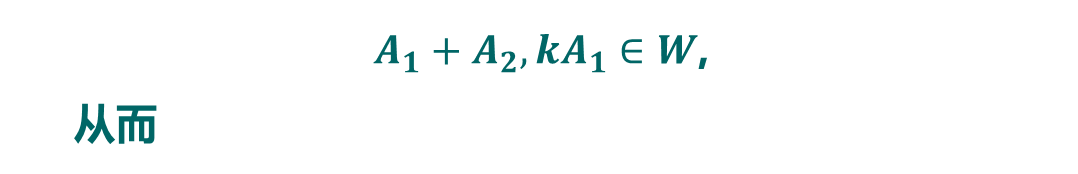 A₁ + A₂, kA₁ ∈ W,
从而